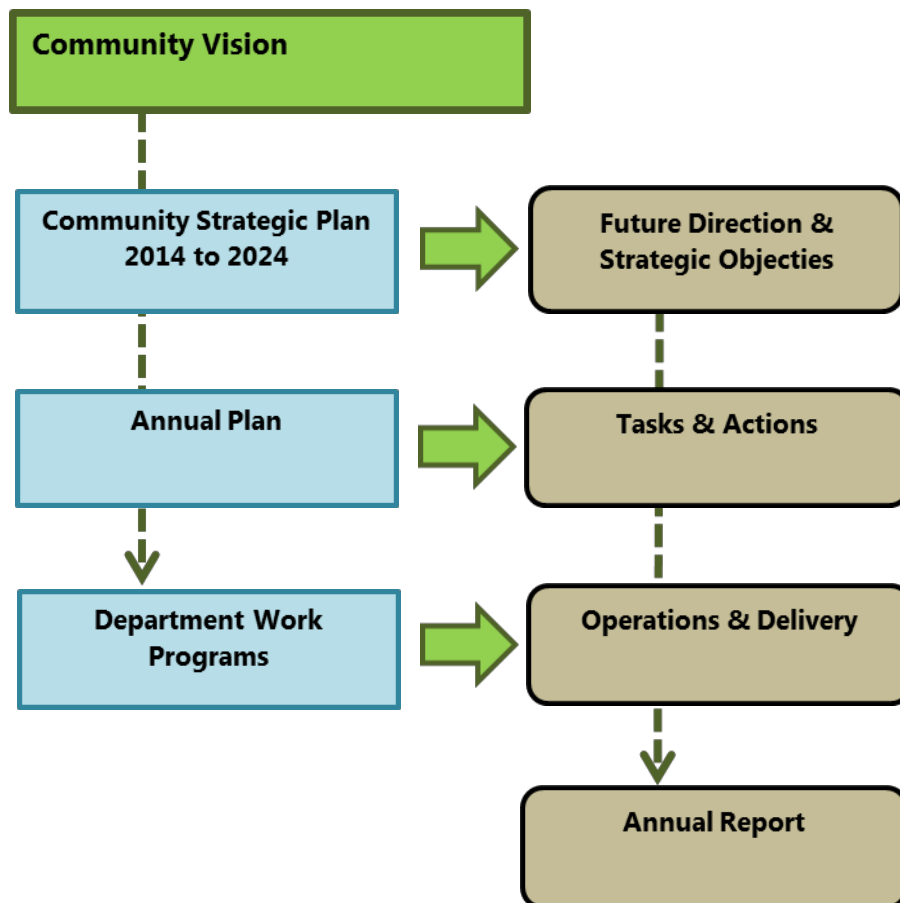 Community Vision
Community Strategic Plan
2014 to 2024
Future Direction &
Strategic Objecties
Annual Plan
Tasks & Actions
Department Work
Programs
Operations & Delivery
Annual Report